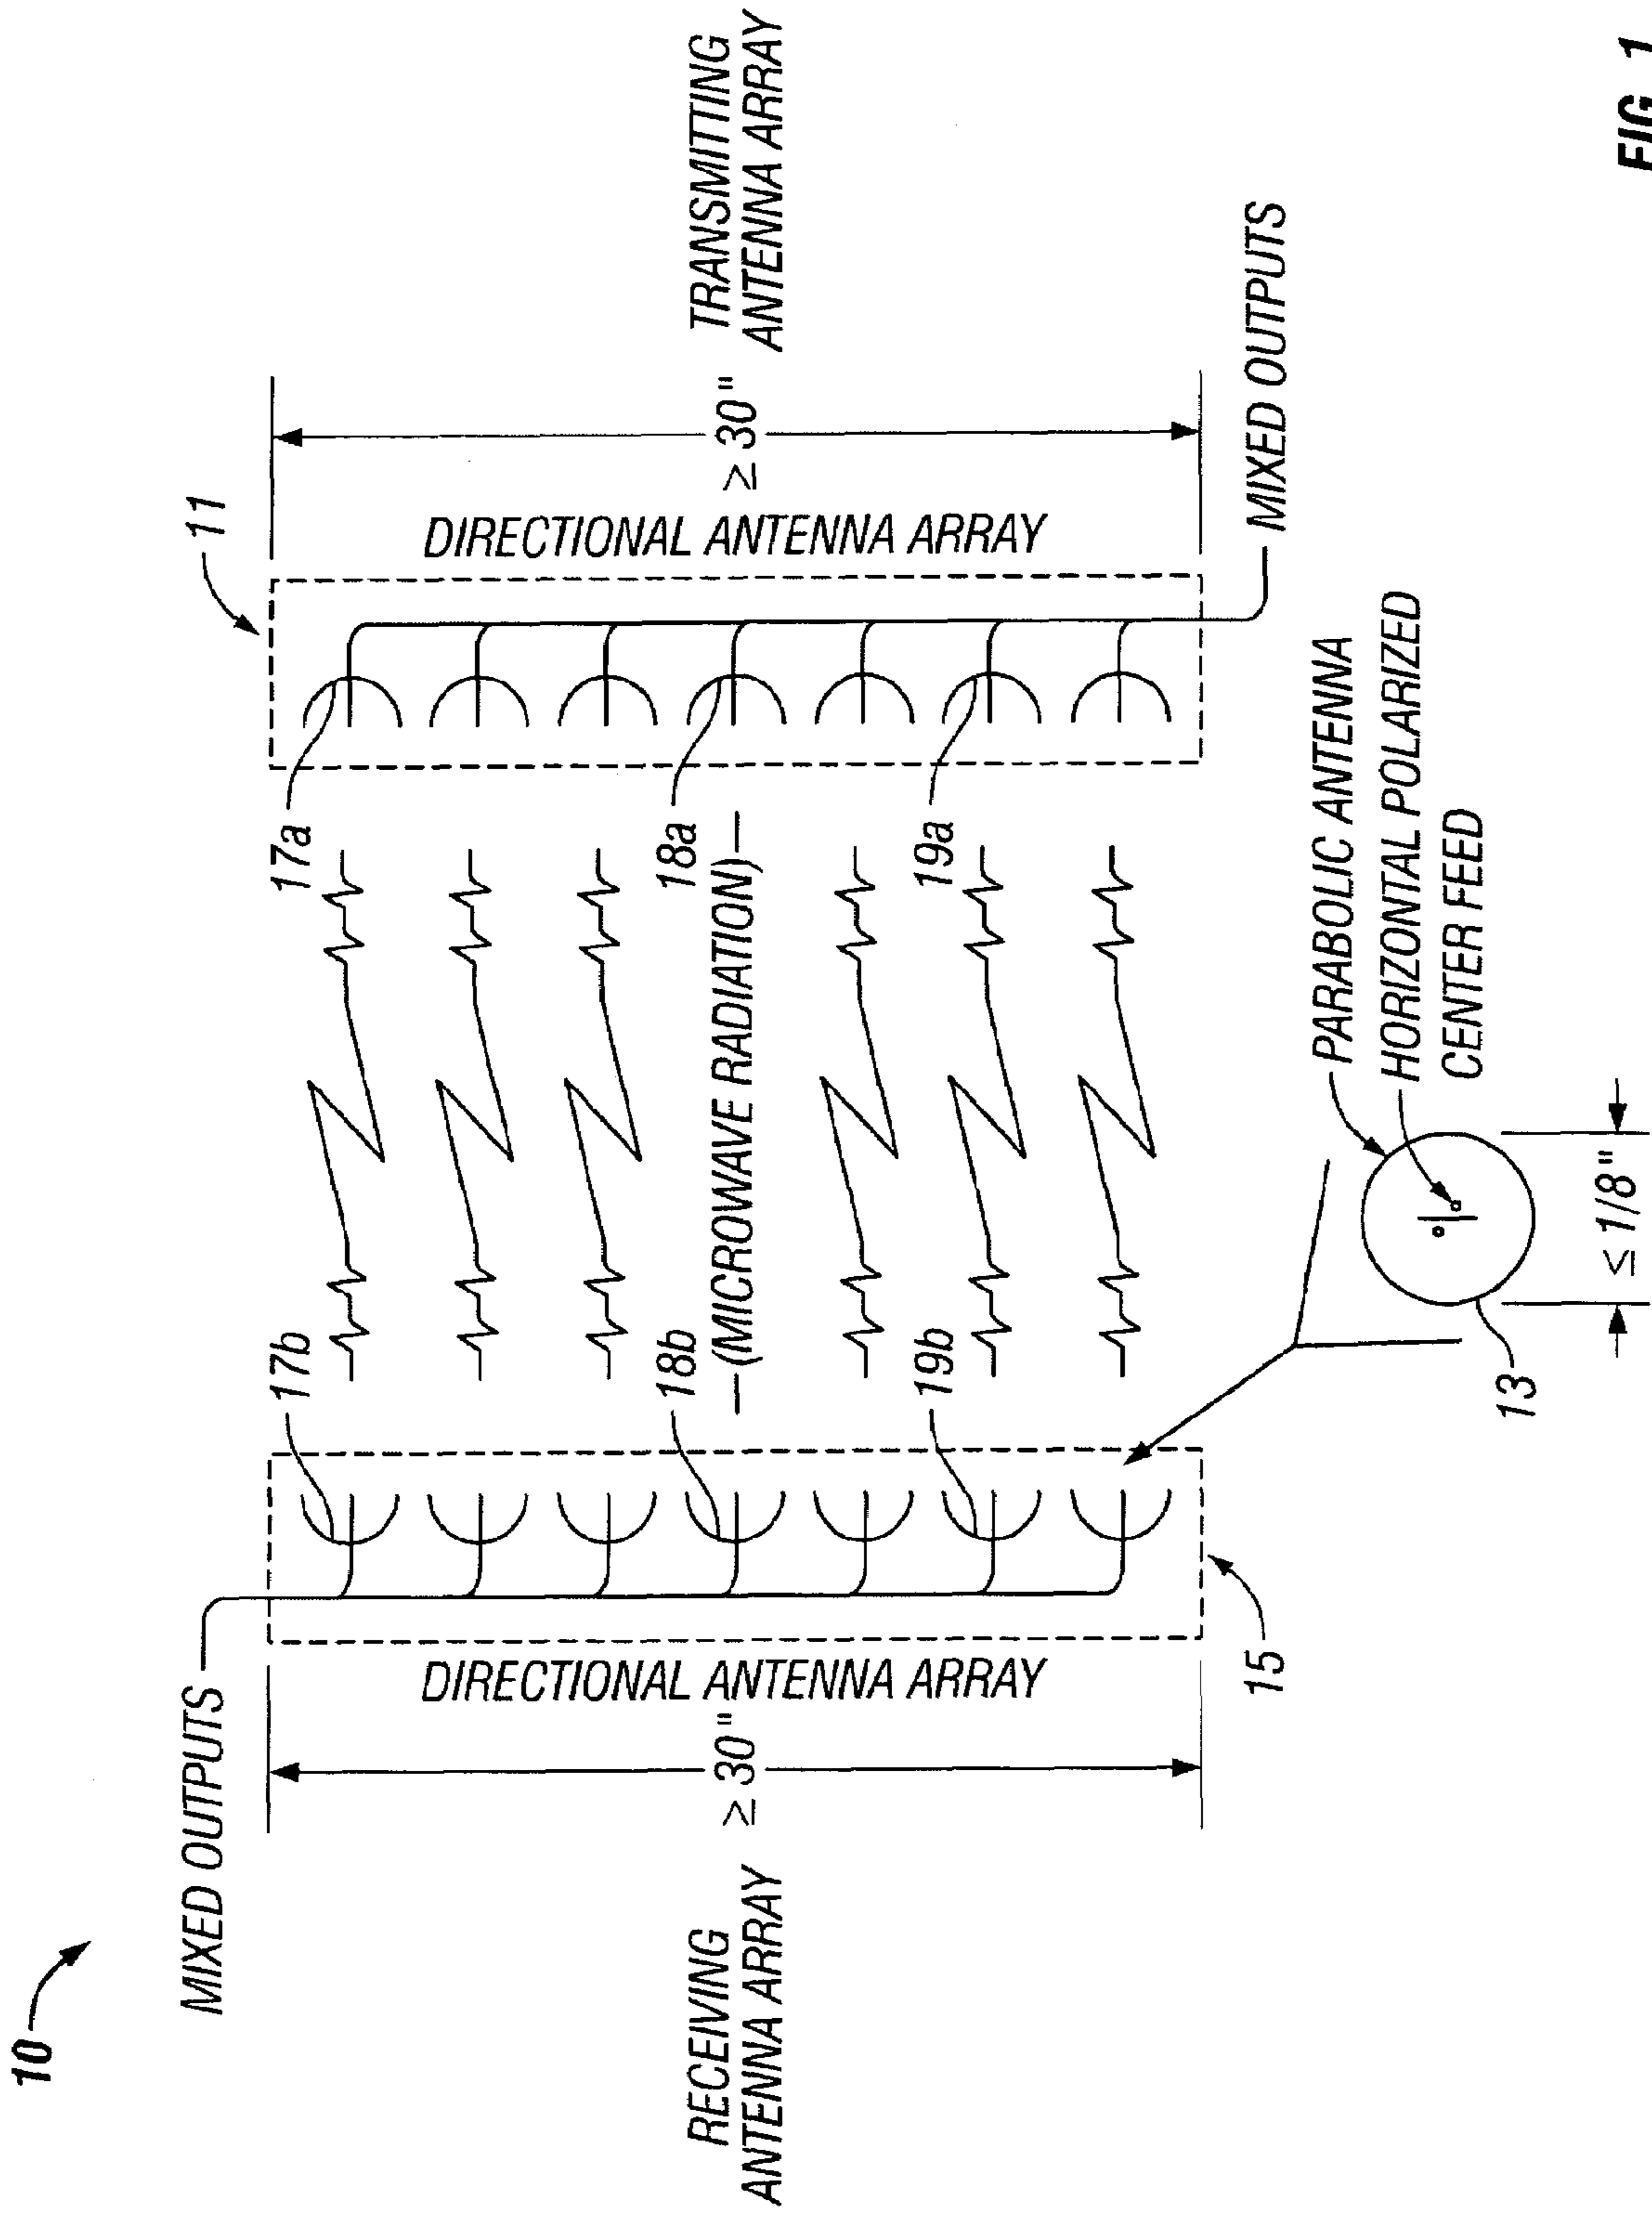 10
MIXED OUTPUTS
RECEIVING
ANTENNA ARRAY
≥ 30"
DIRECTIONAL ANTENNA ARRAY
15
17b
18b
19b
(MICROWAVE RADIATION)
17a
18a
19a
11
DIRECTIONAL ANTENNA ARRAY
≥ 30"
TRANSMITTING
ANTENNA ARRAY
MIXED OUTPUTS
PARABOLIC ANTENNA
HORIZONTAL POLARIZED
CENTER FEED
13
≤ 1/8"
FIG. 1